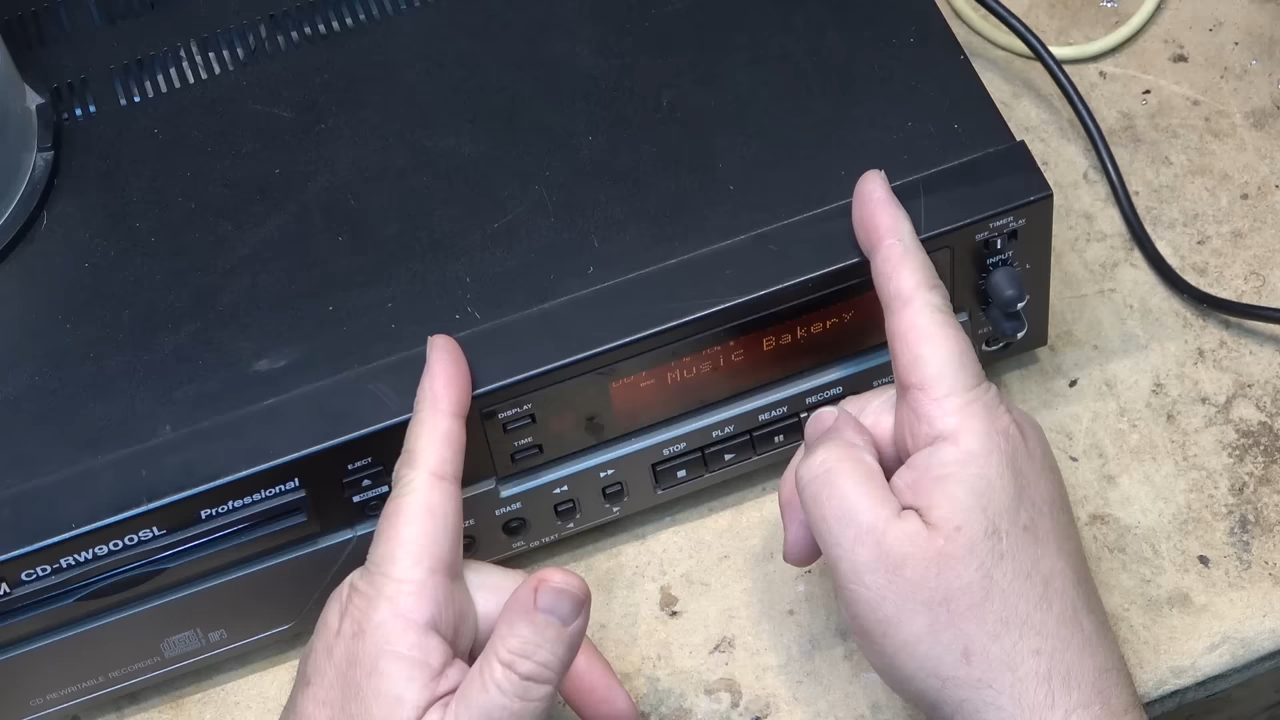 TIMER
OFF PLAY
INPUT
L
Music Bakery
DISPLAY
TIME
RECORD
READY
PLAY
STOP
EJECT
MENU
ERASE
DEL CD TEXT
Professional
CD-RW900SL
MP3
CD REWRITABLE RECORDER